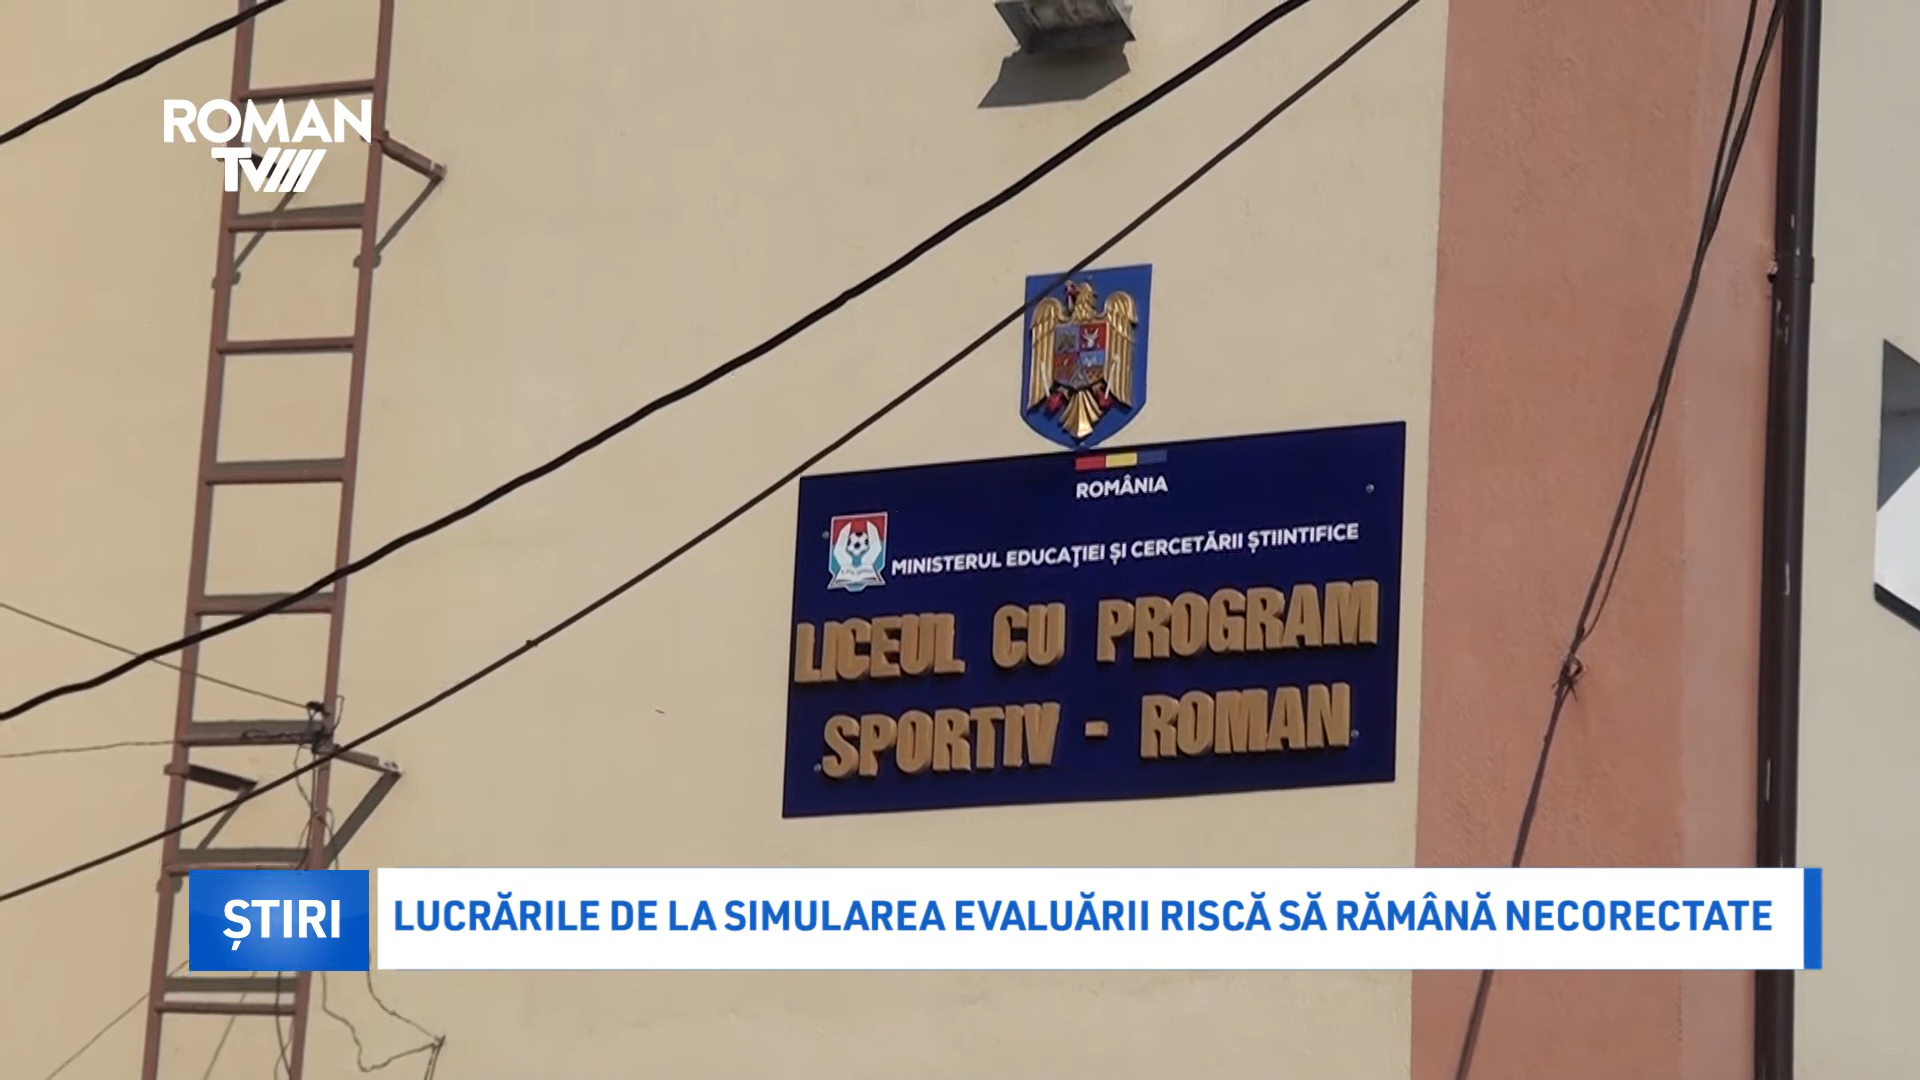 ROMAN
TV
ROMÂNIA
MINISTERUL EDUCAŢIEI ȘI CERCETĂRII ȘTIINTIFICE
LICEUL CU PROGRAM
SPORTIV - ROMAN
ȘTIRI
LUCRĂRILE DE LA SIMULAREA EVALUĂRII RISCĂ SĂ RĂMÂNĂ NECORECTATE